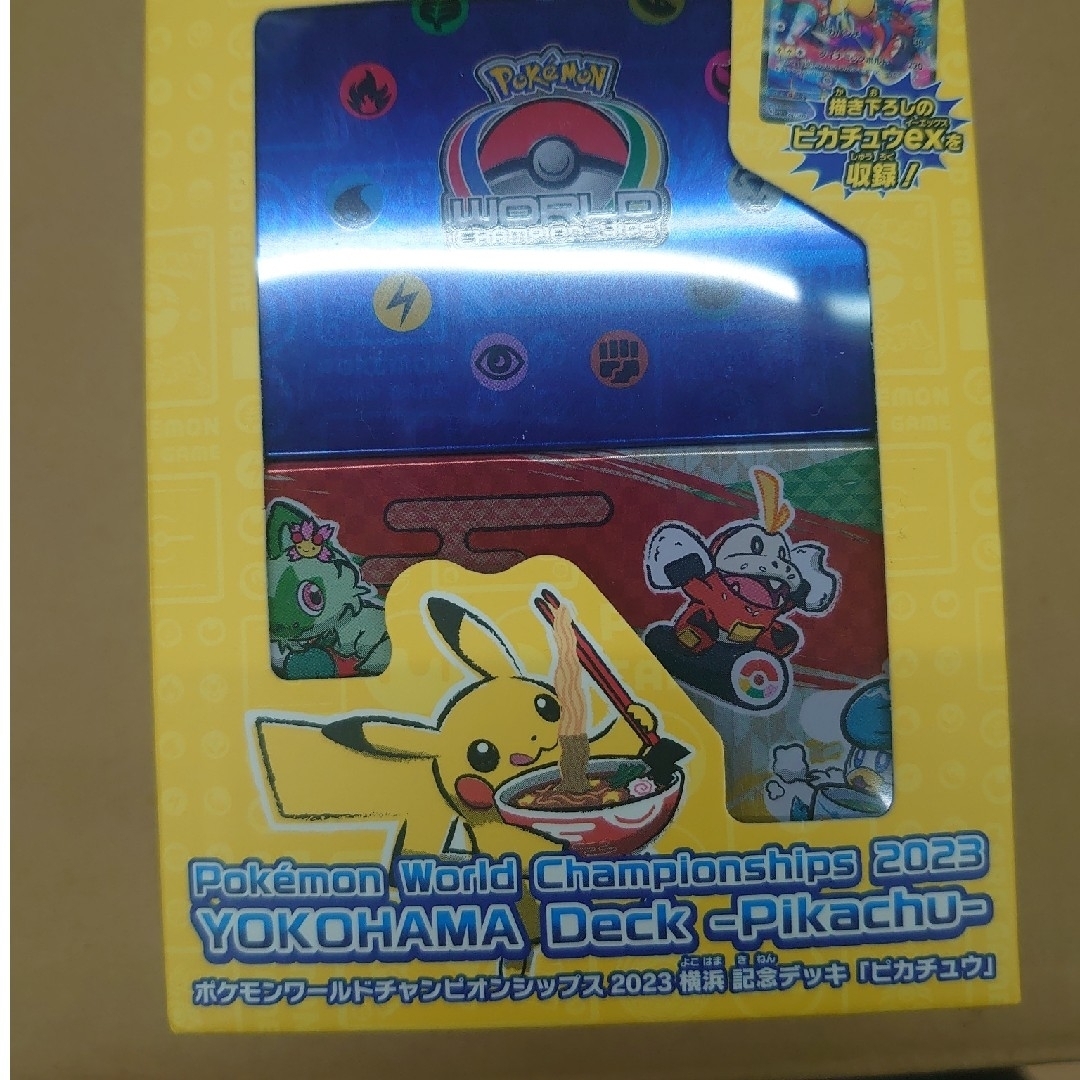 POKéMON
WORLD
CHAMPIONSHIPS
描き下ろしの
ピカチュウexを
収録!
Pokémon World Championships 2023
YOKOHAMA Deck -Pikachu-
ポケモンワールドチャンピオンシップス 2023 横浜 記念デッキ「ピカチュウ」